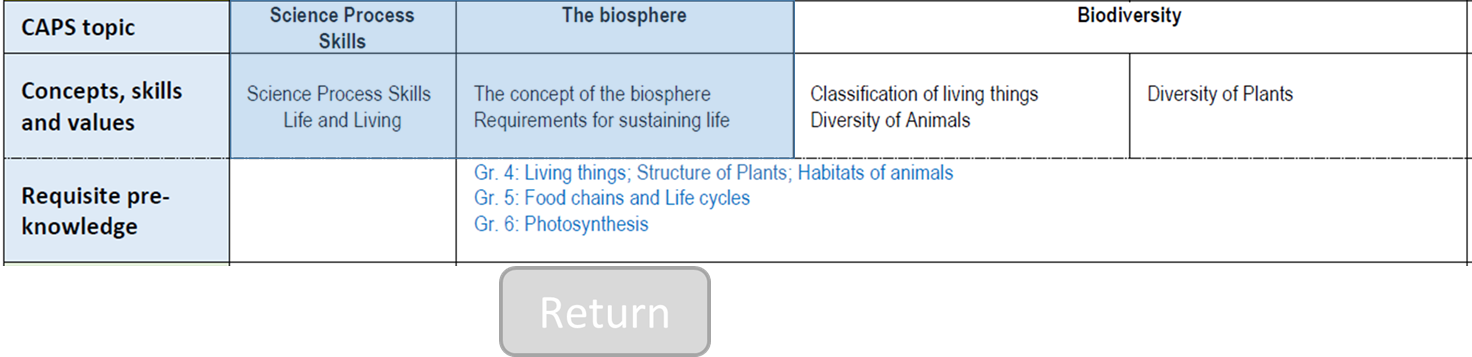 CAPS topic
Science Process
Skills
The biosphere
Biodiversity
Concepts, skills
and values
Science Process Skills
Life and Living
The concept of the biosphere
Requirements for sustaining life
Classification of living things
Diversity of Animals
Diversity of Plants
Requisite pre-
knowledge
Gr. 4: Living things; Structure of Plants; Habitats of animals
Gr. 5: Food chains and Life cycles
Gr. 6: Photosynthesis
Return